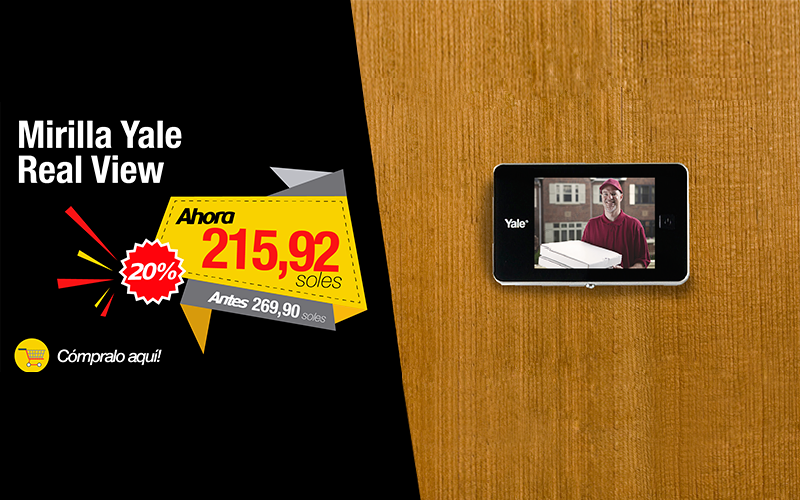 Mirilla Yale
Real View
Ahora
215,92
soles
20%
Antes 269,90 soles
Cómpralo aquí!
Yale®